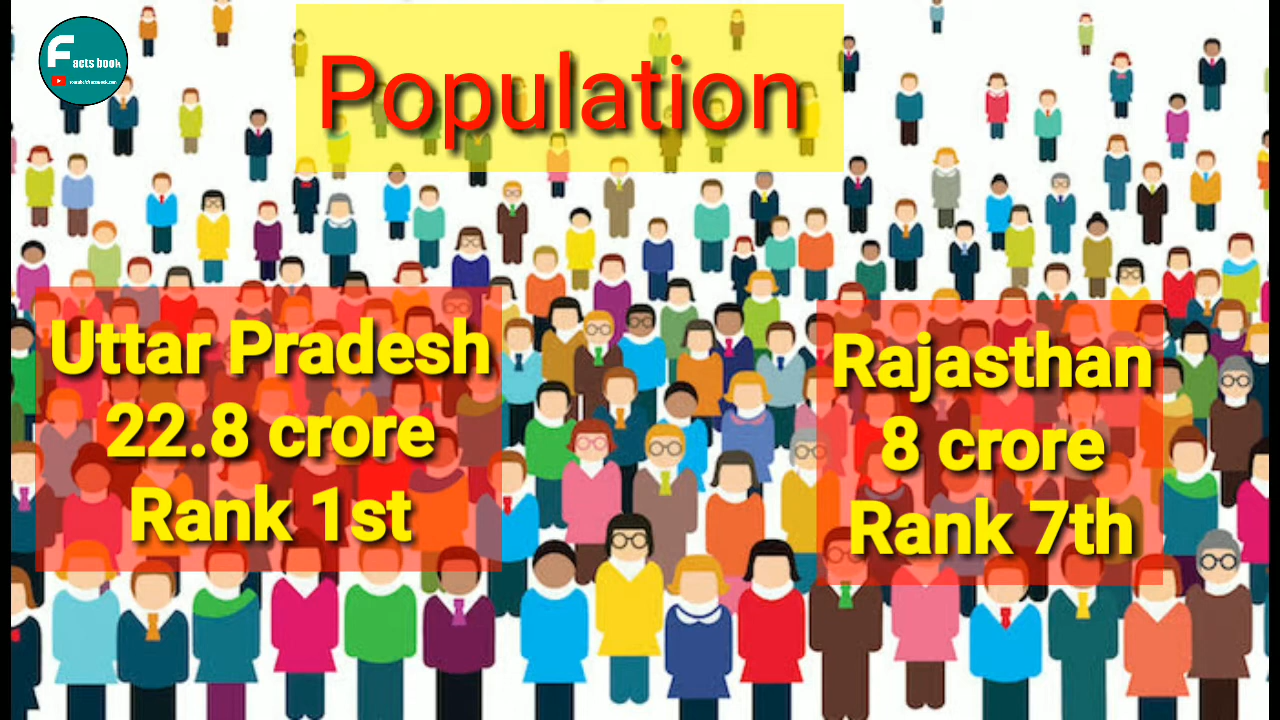 Facts book
Population
Uttar Pradesh
22.8 crore
Rank 1st
Rajasthan
8 crore
Rank 7th